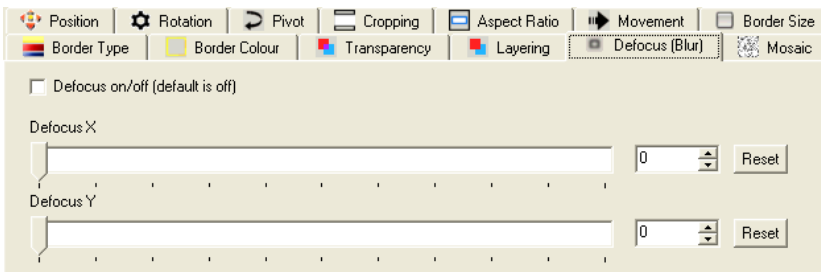 Position Rotation Pivot Cropping Aspect Ratio Movement Border Size
Border Type Border Colour Transparency Layering Defocus (Blur) Mosaic
Defocus on/off (default is off)
Defocus X
0 Reset
Defocus Y
0 Reset